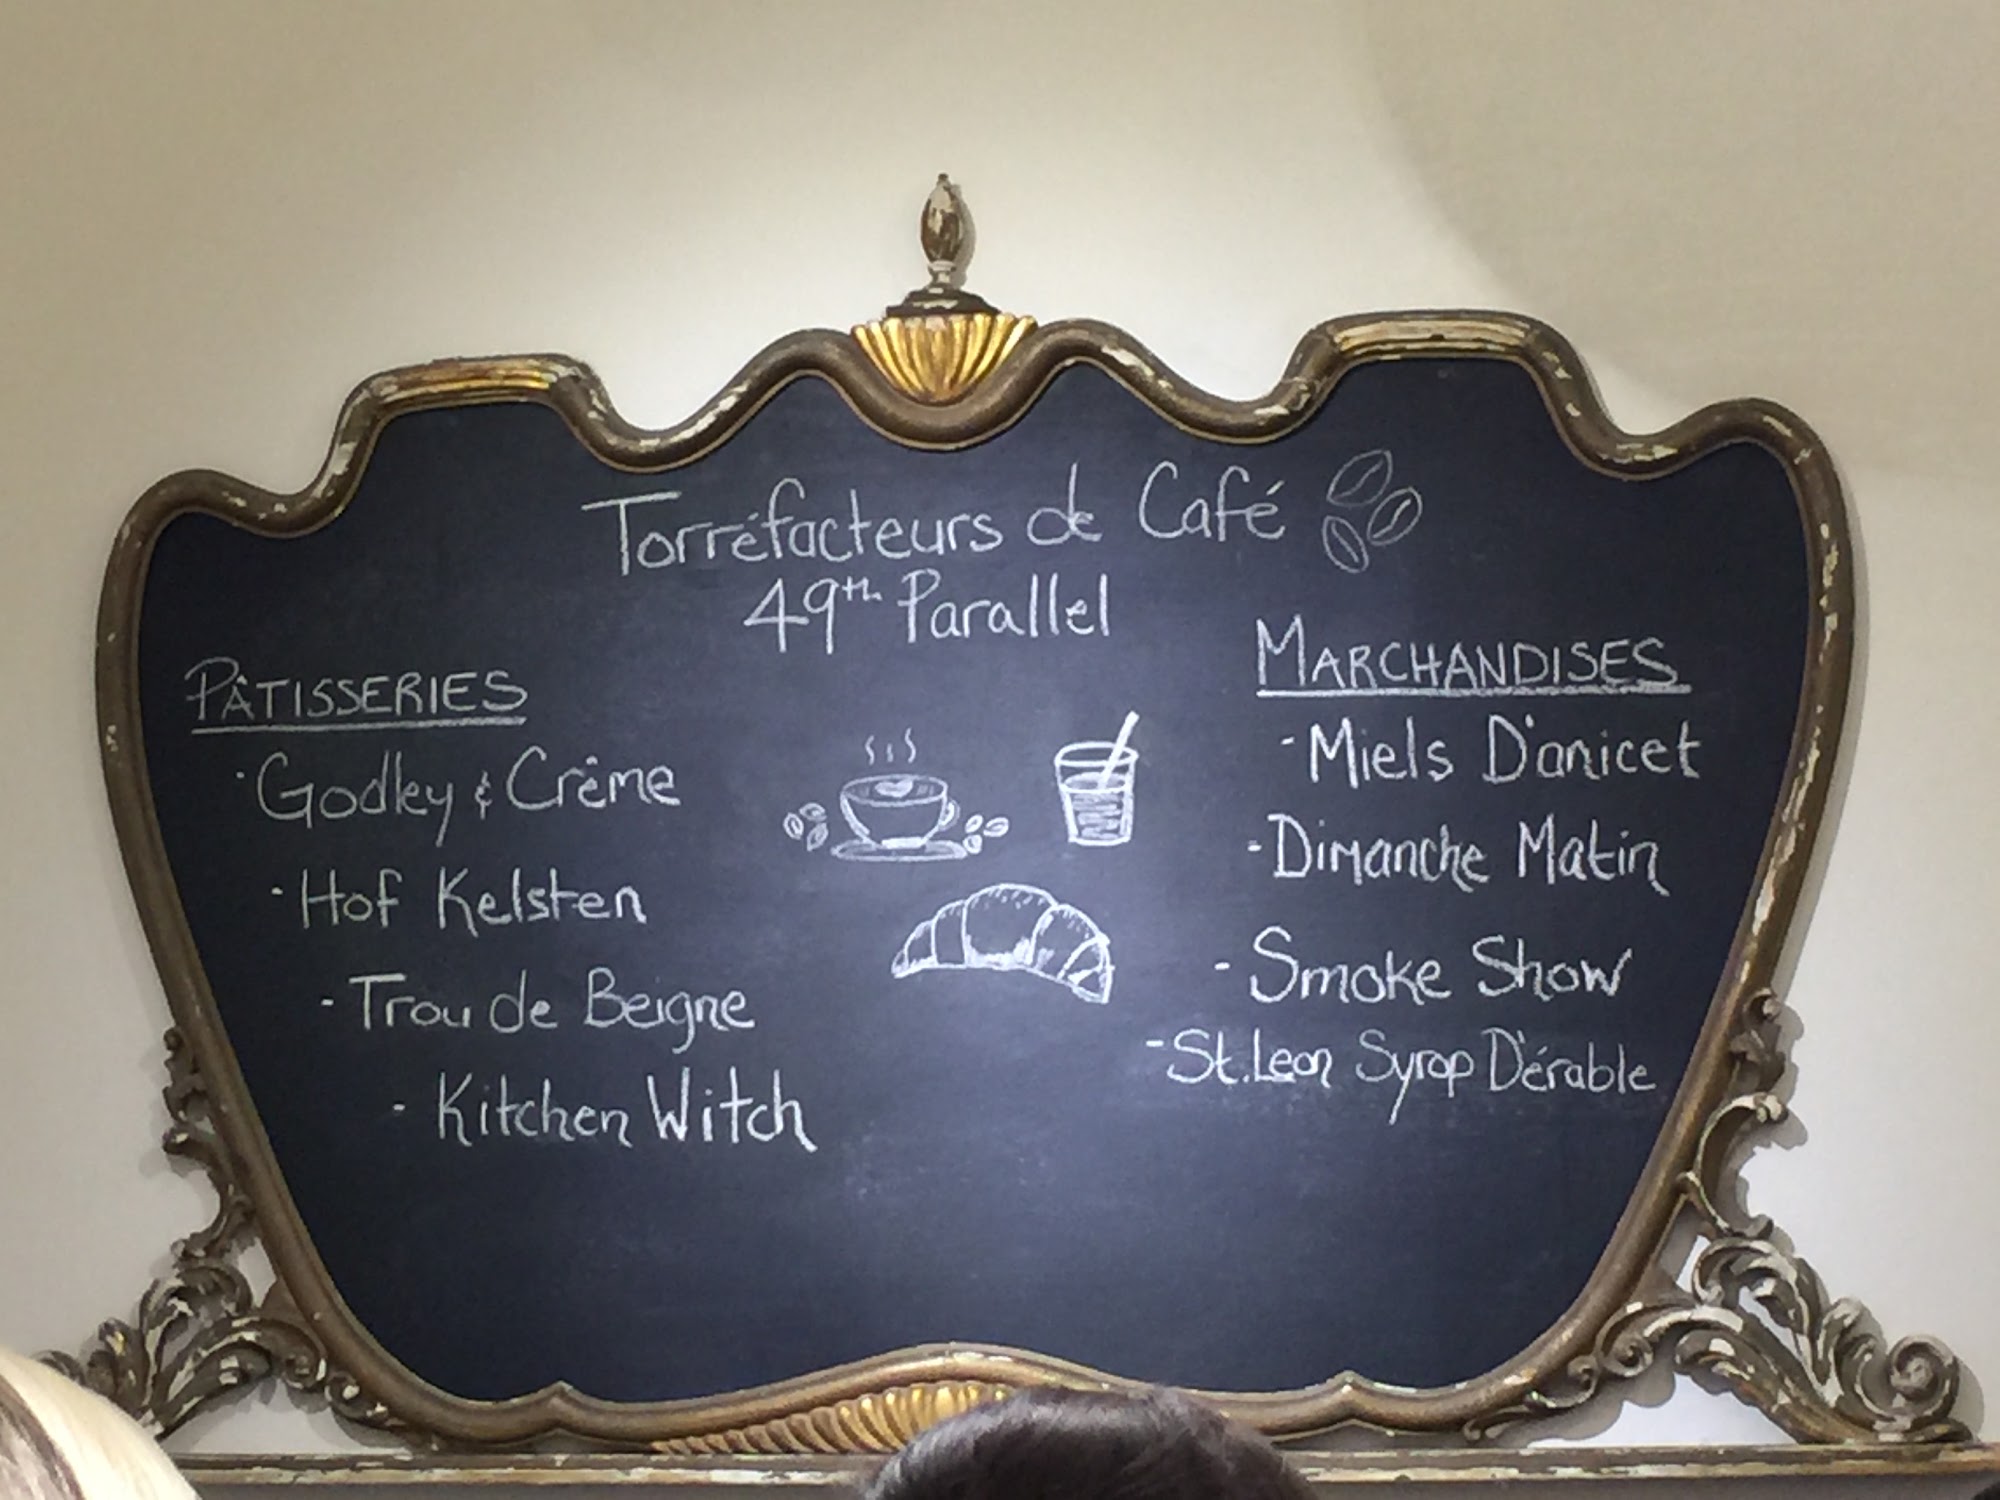 Torréfacteurs de Café
49th Parallel
PÂTISSERIES
- Godley & Crème
- Hof Kelsten
- Trou de Beigne
- Kitchen Witch
MARCHANDISES
- Miels D'anicet
- Dimanche Matin
- Smoke Show
- St. Leon Syrop D'érable